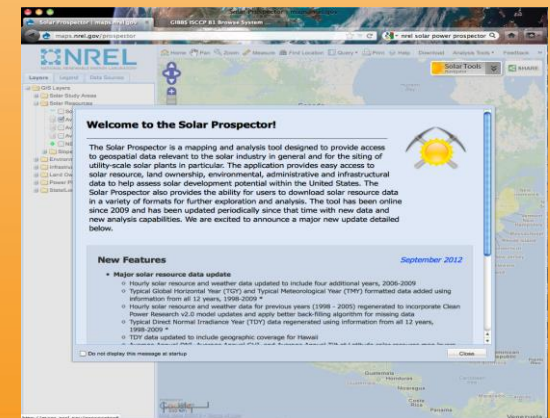 Solar Prospector | maps.nrel.gov
GIBBS ISCCP B1 Browse System
maps.nrel.gov/prospector
nrel solar power prospector
NREL
Home Pan Zoom Measure Find Location Query Print Help Download Analysis Tools Feedback
Layers Legend Data Sources
Solar Tools
SHARE
GIS Layers
Solar Study Areas
Solar Resources
Canada
Welcome to the Solar Prospector!
The Solar Prospector is a mapping and analysis tool designed to provide access
to geospatial data relevant to the solar industry in general and for the siting of
utility-scale solar plants in particular. The application provides easy access to
solar resource, land ownership, environmental, administrative and infrastructural
data to help assess solar development potential within the United States. The
Solar Prospector also provides the ability for users to download solar resource data
in a variety of formats for further exploration and analysis. The tool has been online
since 2009 and has been updated periodically since that time with new data and
new analysis capabilities. We are excited to announce a major new update detailed
below.
New Features
September 2012
• Major solar resource data update
○ Hourly solar resource and weather data updated to include four additional years, 2006-2009
○ Typical Global Horizontal Year (TGY) and Typical Meteorological Year (TMY) formatted data added using
information from all 12 years, 1998-2009 *
○ Hourly solar resource and weather data for previous years (1998 - 2005) regenerated to incorporate Clean
Power Research v2.0 model updates and apply better back-filling algorithm for missing data
○ Typical Direct Normal Irradiance Year (TDY) data regenerated using information from all 12 years,
1998-2009 *
○ TDY data updated to include geographic coverage for Hawaii
Do not display this message at startup
Close
Guatemala
Honduras
Nicaragua
Costa Rica
Panama
Venezuela